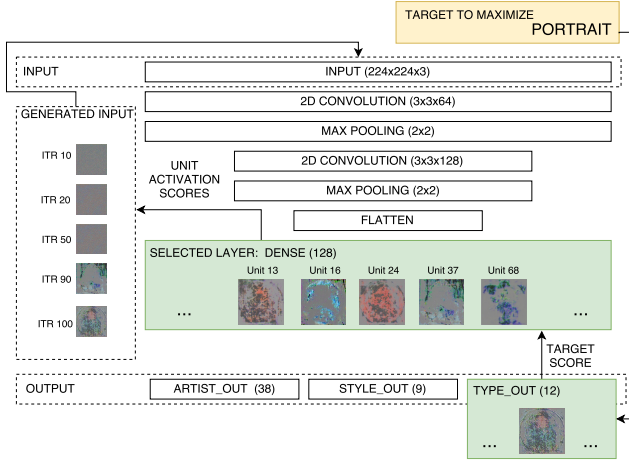 TARGET TO MAXIMIZE
PORTRAIT
INPUT
INPUT (224x224x3)
2D CONVOLUTION (3x3x64)
GENERATED INPUT
MAX POOLING (2x2)
ITR 10
UNIT
ACTIVATION
SCORES
2D CONVOLUTION (3x3x128)
MAX POOLING (2x2)
ITR 20
FLATTEN
ITR 50
SELECTED LAYER: DENSE (128)
Unit 13 Unit 16 Unit 24 Unit 37 Unit 68
ITR 90
... ...
ITR 100
TARGET
SCORE
OUTPUT
ARTIST_OUT (38)
STYLE_OUT (9)
TYPE_OUT (12)
... ...